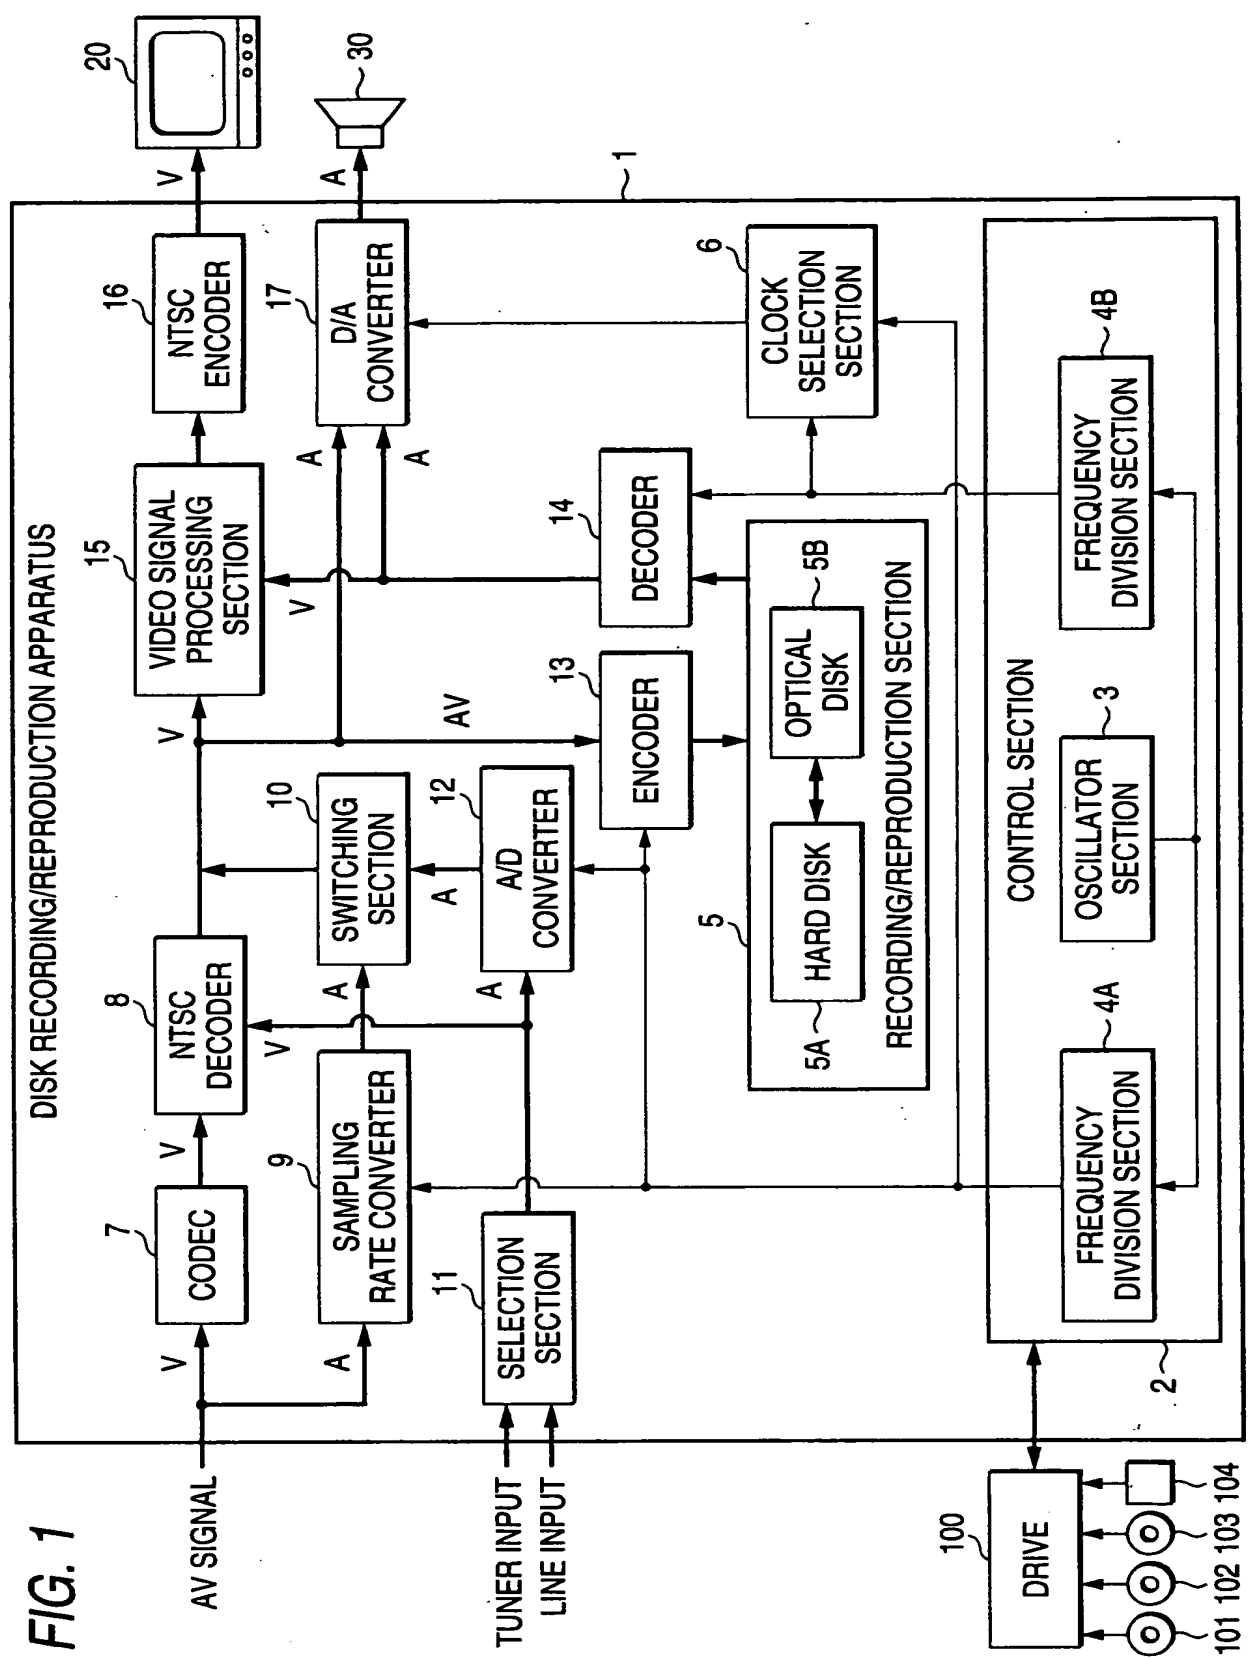 FIG. 1
DISK RECORDING/REPRODUCTION APPARATUS
1
AV SIGNAL
V
7
CODEC
V
8
NTSC
DECODER
V
15
VIDEO SIGNAL
PROCESSING
SECTION
16
NTSC
ENCODER
V
20
A
9
SAMPLING
RATE CONVERTER
A
V
10
SWITCHING
SECTION
V
A
A
17
D/A
CONVERTER
A
30
TUNER INPUT
LINE INPUT
11
SELECTION
SECTION
A
12
A/D
CONVERTER
A
AV
13
ENCODER
14
DECODER
6
CLOCK
SELECTION
SECTION
5
5A
HARD DISK
OPTICAL
DISK
5B
RECORDING/REPRODUCTION SECTION
2
CONTROL SECTION
4A
FREQUENCY
DIVISION SECTION
3
OSCILLATOR
SECTION
4B
FREQUENCY
DIVISION SECTION
100
DRIVE
101
102
103
104